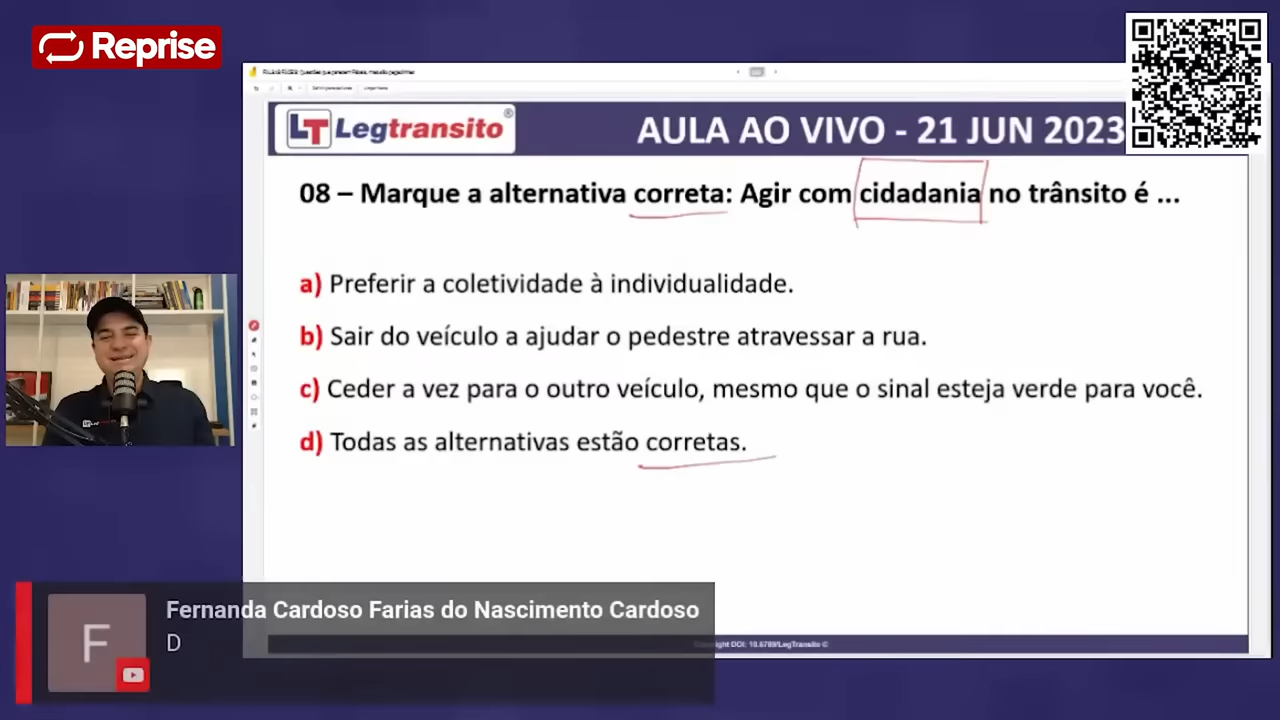 Reprise
LT Legtransito ®
AULA AO VIVO - 21 JUN 2023
08 – Marque a alternativa correta: Agir com cidadania no trânsito é ...
a) Preferir a coletividade à individualidade.
b) Sair do veículo a ajudar o pedestre atravessar a rua.
c) Ceder a vez para o outro veículo, mesmo que o sinal esteja verde para você.
d) Todas as alternativas estão corretas.
F
Fernanda Cardoso Farias do Nascimento Cardoso
D